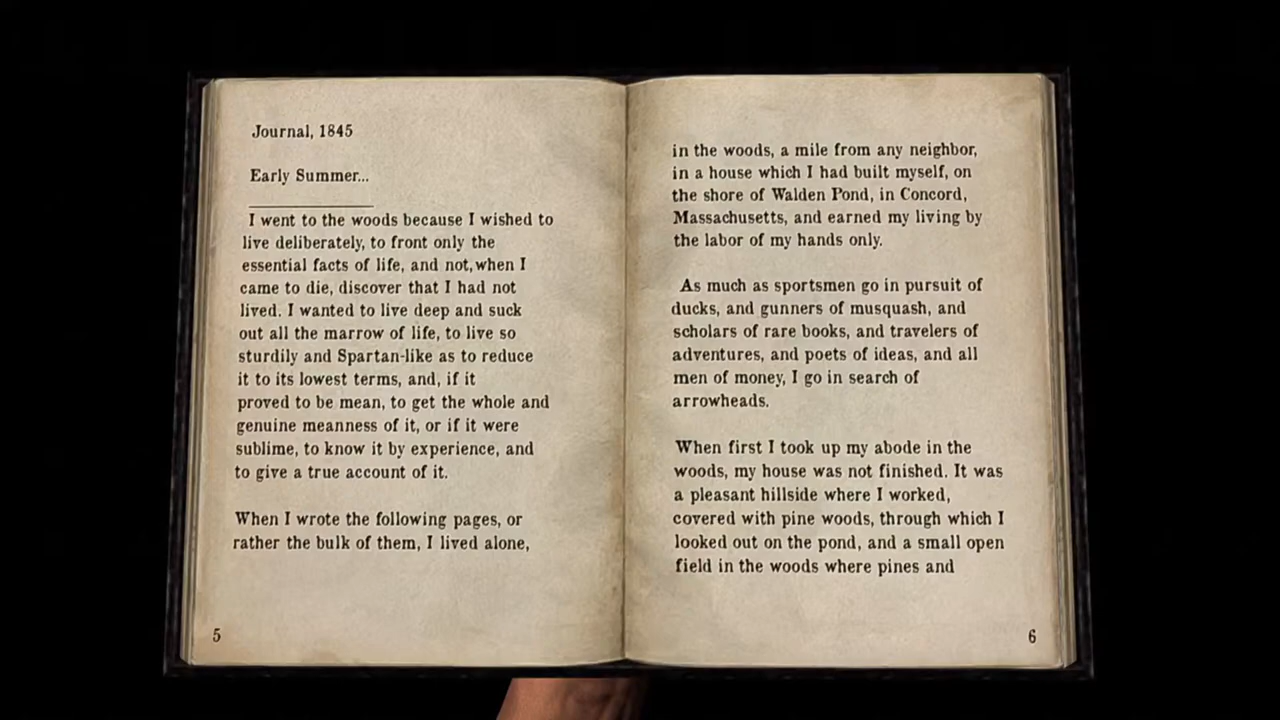 Journal, 1845
Early Summer...
I went to the woods because I wished to
live deliberately, to front only the
essential facts of life, and not, when I
came to die, discover that I had not
lived. I wanted to live deep and suck
out all the marrow of life, to live so
sturdily and Spartan-like as to reduce
it to its lowest terms, and, if it
proved to be mean, to get the whole and
genuine meanness of it, or if it were
sublime, to know it by experience, and
to give a true account of it.
When I wrote the following pages, or
rather the bulk of them, I lived alone,
5
in the woods, a mile from any neighbor,
in a house which I had built myself, on
the shore of Walden Pond, in Concord,
Massachusetts, and earned my living by
the labor of my hands only.
As much as sportsmen go in pursuit of
ducks, and gunners of musquash, and
scholars of rare books, and travelers of
adventures, and poets of ideas, and all
men of money, I go in search of
arrowheads.
When first I took up my abode in the
woods, my house was not finished. It was
a pleasant hillside where I worked,
covered with pine woods, through which I
looked out on the pond, and a small open
field in the woods where pines and
6